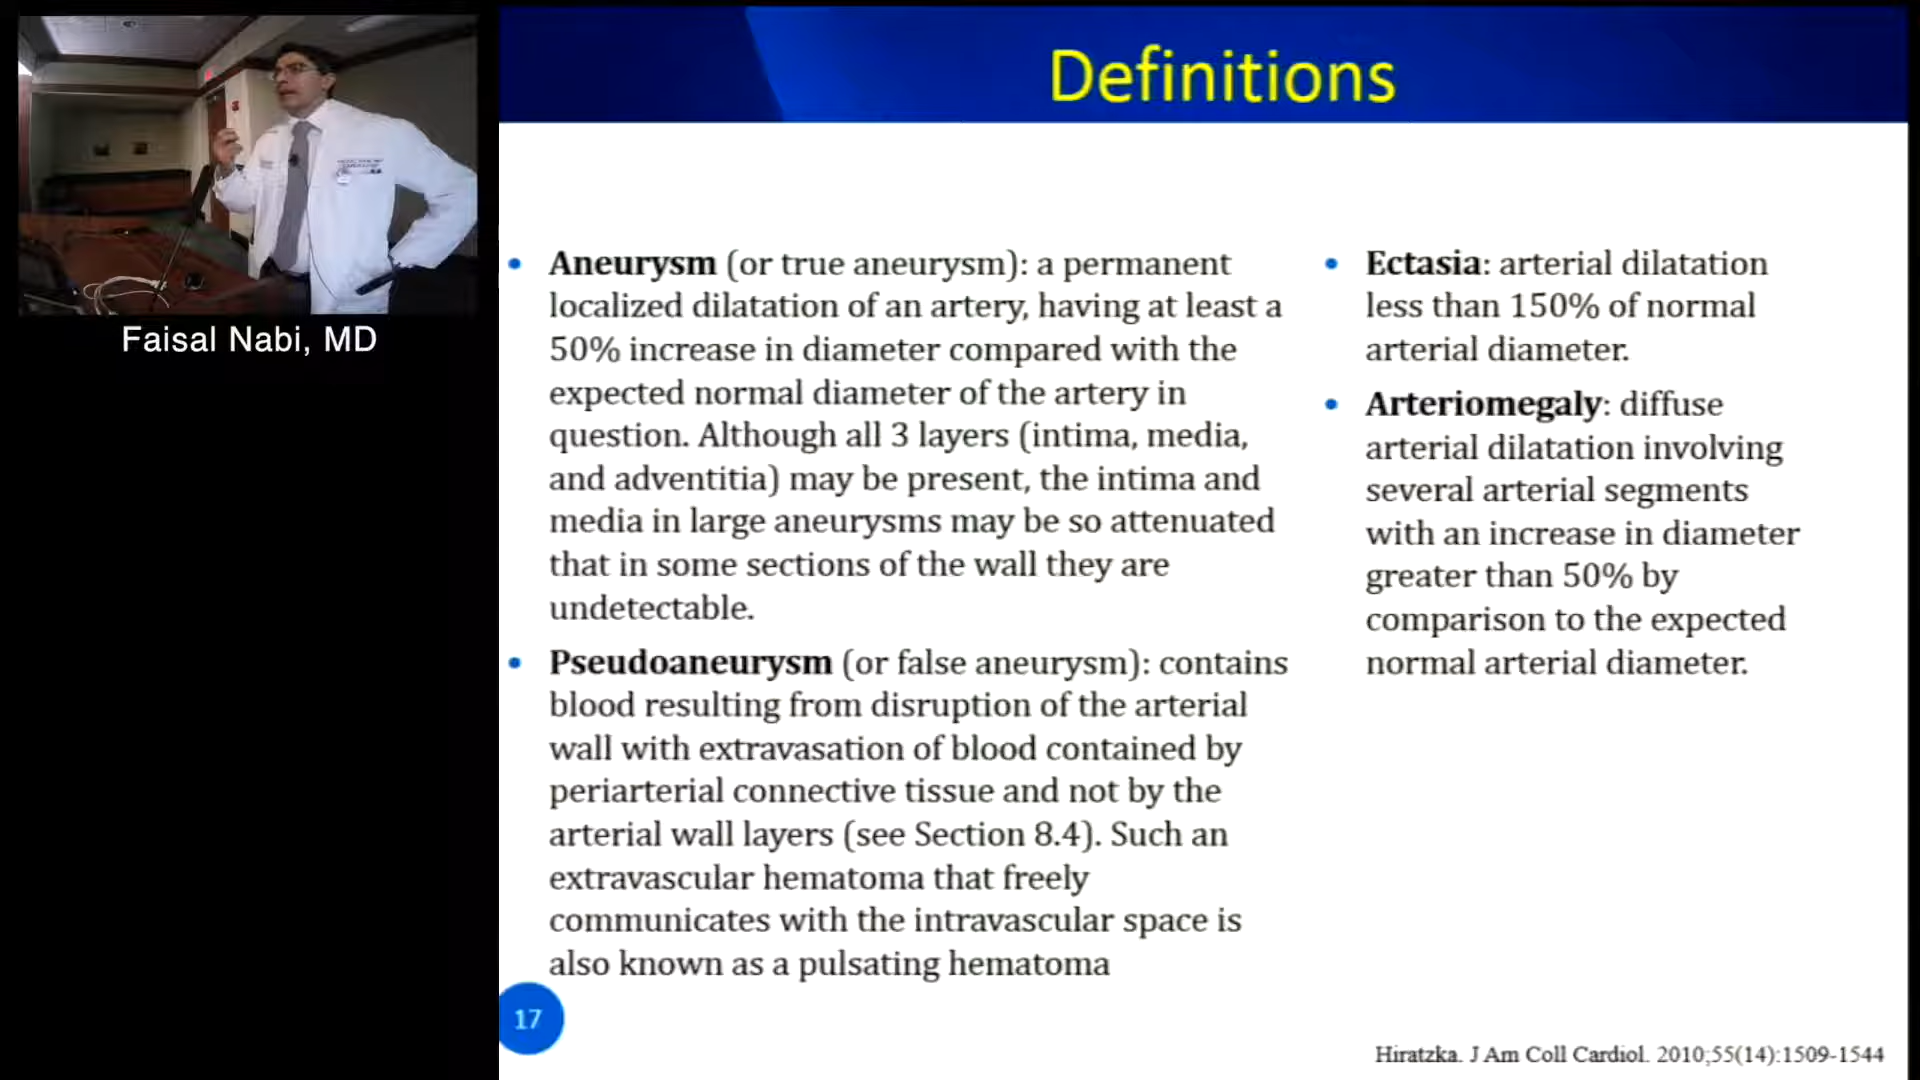 Definitions
Faisal Nabi, MD
• Aneurysm (or true aneurysm): a permanent
localized dilatation of an artery, having at least a
50% increase in diameter compared with the
expected normal diameter of the artery in
question. Although all 3 layers (intima, media,
and adventitia) may be present, the intima and
media in large aneurysms may be so attenuated
that in some sections of the wall they are
undetectable.
• Pseudoaneurysm (or false aneurysm): contains
blood resulting from disruption of the arterial
wall with extravasation of blood contained by
periarterial connective tissue and not by the
arterial wall layers (see Section 8.4). Such an
extravascular hematoma that freely
communicates with the intravascular space is
also known as a pulsating hematoma
• Ectasia: arterial dilatation
less than 150% of normal
arterial diameter.
• Arteriomegaly: diffuse
arterial dilatation involving
several arterial segments
with an increase in diameter
greater than 50% by
comparison to the expected
normal arterial diameter.
17
Hiratzka. J Am Coll Cardiol. 2010;55(14):1509-1544